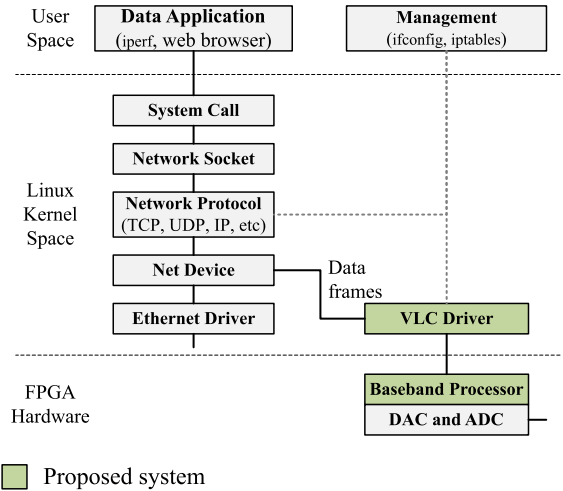 User
Space
Data Application
(iperf, web browser)
Management
(ifconfig, iptables)
Linux
Kernel
Space
System Call
Network Socket
Network Protocol
(TCP, UDP, IP, etc)
Net Device
Data
frames
Ethernet Driver
VLC Driver
FPGA
Hardware
Baseband Processor
DAC and ADC
Proposed system